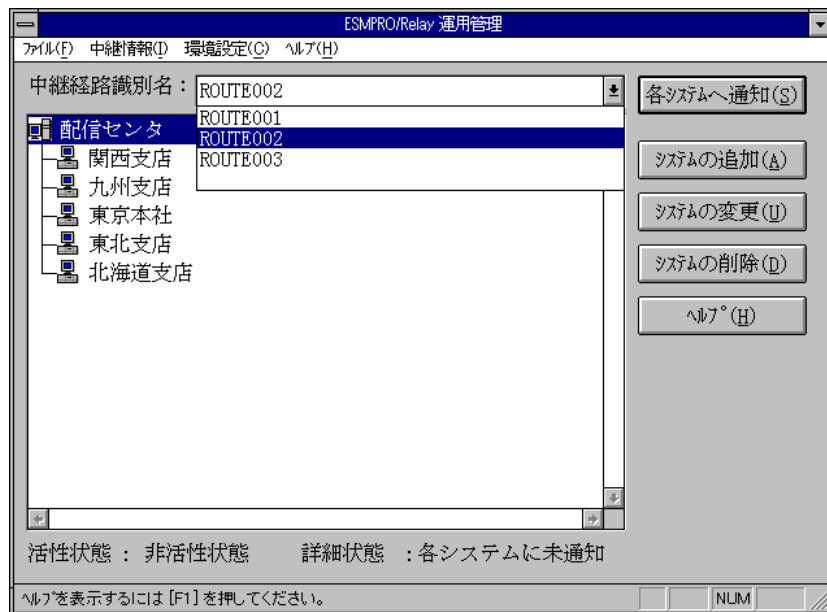 ESMPRO/Relay 運用管理
ﾌｧｲﾙ(F) 中継情報(I) 環境設定(C) ﾍﾙﾌﾟ(H)
中継経路識別名： ROUTE002
各ｼｽﾃﾑへ通知(S)
ROUTE001
ROUTE002
ROUTE003
配信センタ
関西支店
九州支店
東京本社
東北支店
北海道支店
ｼｽﾃﾑの追加(A)
ｼｽﾃﾑの変更(U)
ｼｽﾃﾑの削除(D)
ﾍﾙﾌﾟ(H)
活性状態： 非活性状態 詳細状態 ：各システムに未通知
ﾍﾙﾌﾟを表示するには [F1] を押してください。 NUM